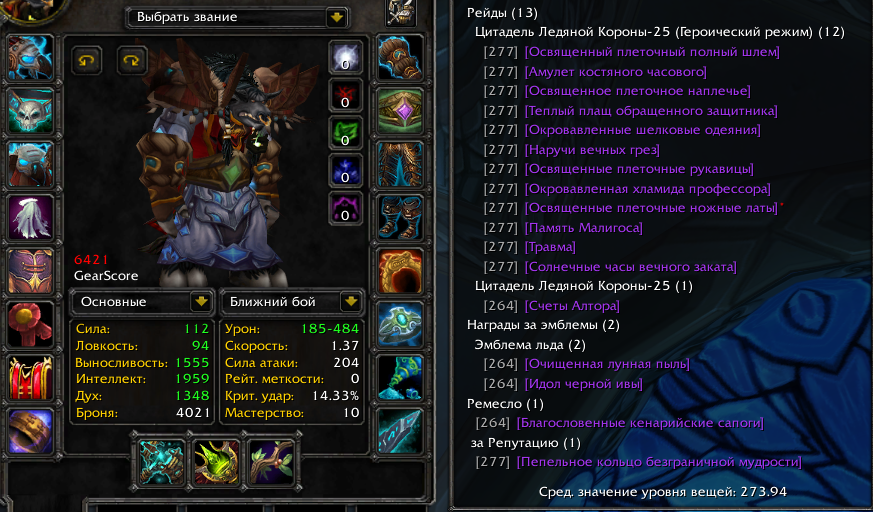 Выбрать звание
0
0
0
0
0
6421
GearScore
Основные
Сила: 112
Ловкость: 94
Выносливость: 1555
Интеллект: 1959
Дух: 1348
Броня: 4021
Ближний бой
Урон: 185-484
Скорость: 1.37
Сила атаки: 204
Рейт. меткости: 0
Крит. удар: 14.33%
Мастерство: 10
Рейды (13)
Цитадель Ледяной Короны-25 (Героический режим) (12)
[277] [Освященный плеточный полный шлем]
[277] [Амулет костяного часового]
[277] [Освященное плеточное наплечье]
[277] [Теплый плащ обращенного защитника]
[277] [Окровавленные шелковые одеяния]
[277] [Наручи вечных грез]
[277] [Освященные плеточные рукавицы]
[277] [Окровавленная хламида профессора]
[277] [Освященные плеточные ножные латы]*
[277] [Память Малигоса]
[277] [Травма]
[277] [Солнечные часы вечного заката]
Цитадель Ледяной Короны-25 (1)
[264] [Счеты Алтора]
Награды за эмблемы (2)
Эмблема льда (2)
[264] [Очищенная лунная пыль]
[264] [Идол черной ивы]
Ремесло (1)
[264] [Благословенные кенарийские сапоги]
за Репутацию (1)
[277] [Пепельное кольцо безграничной мудрости]
Сред. значение уровня вещей: 273.94